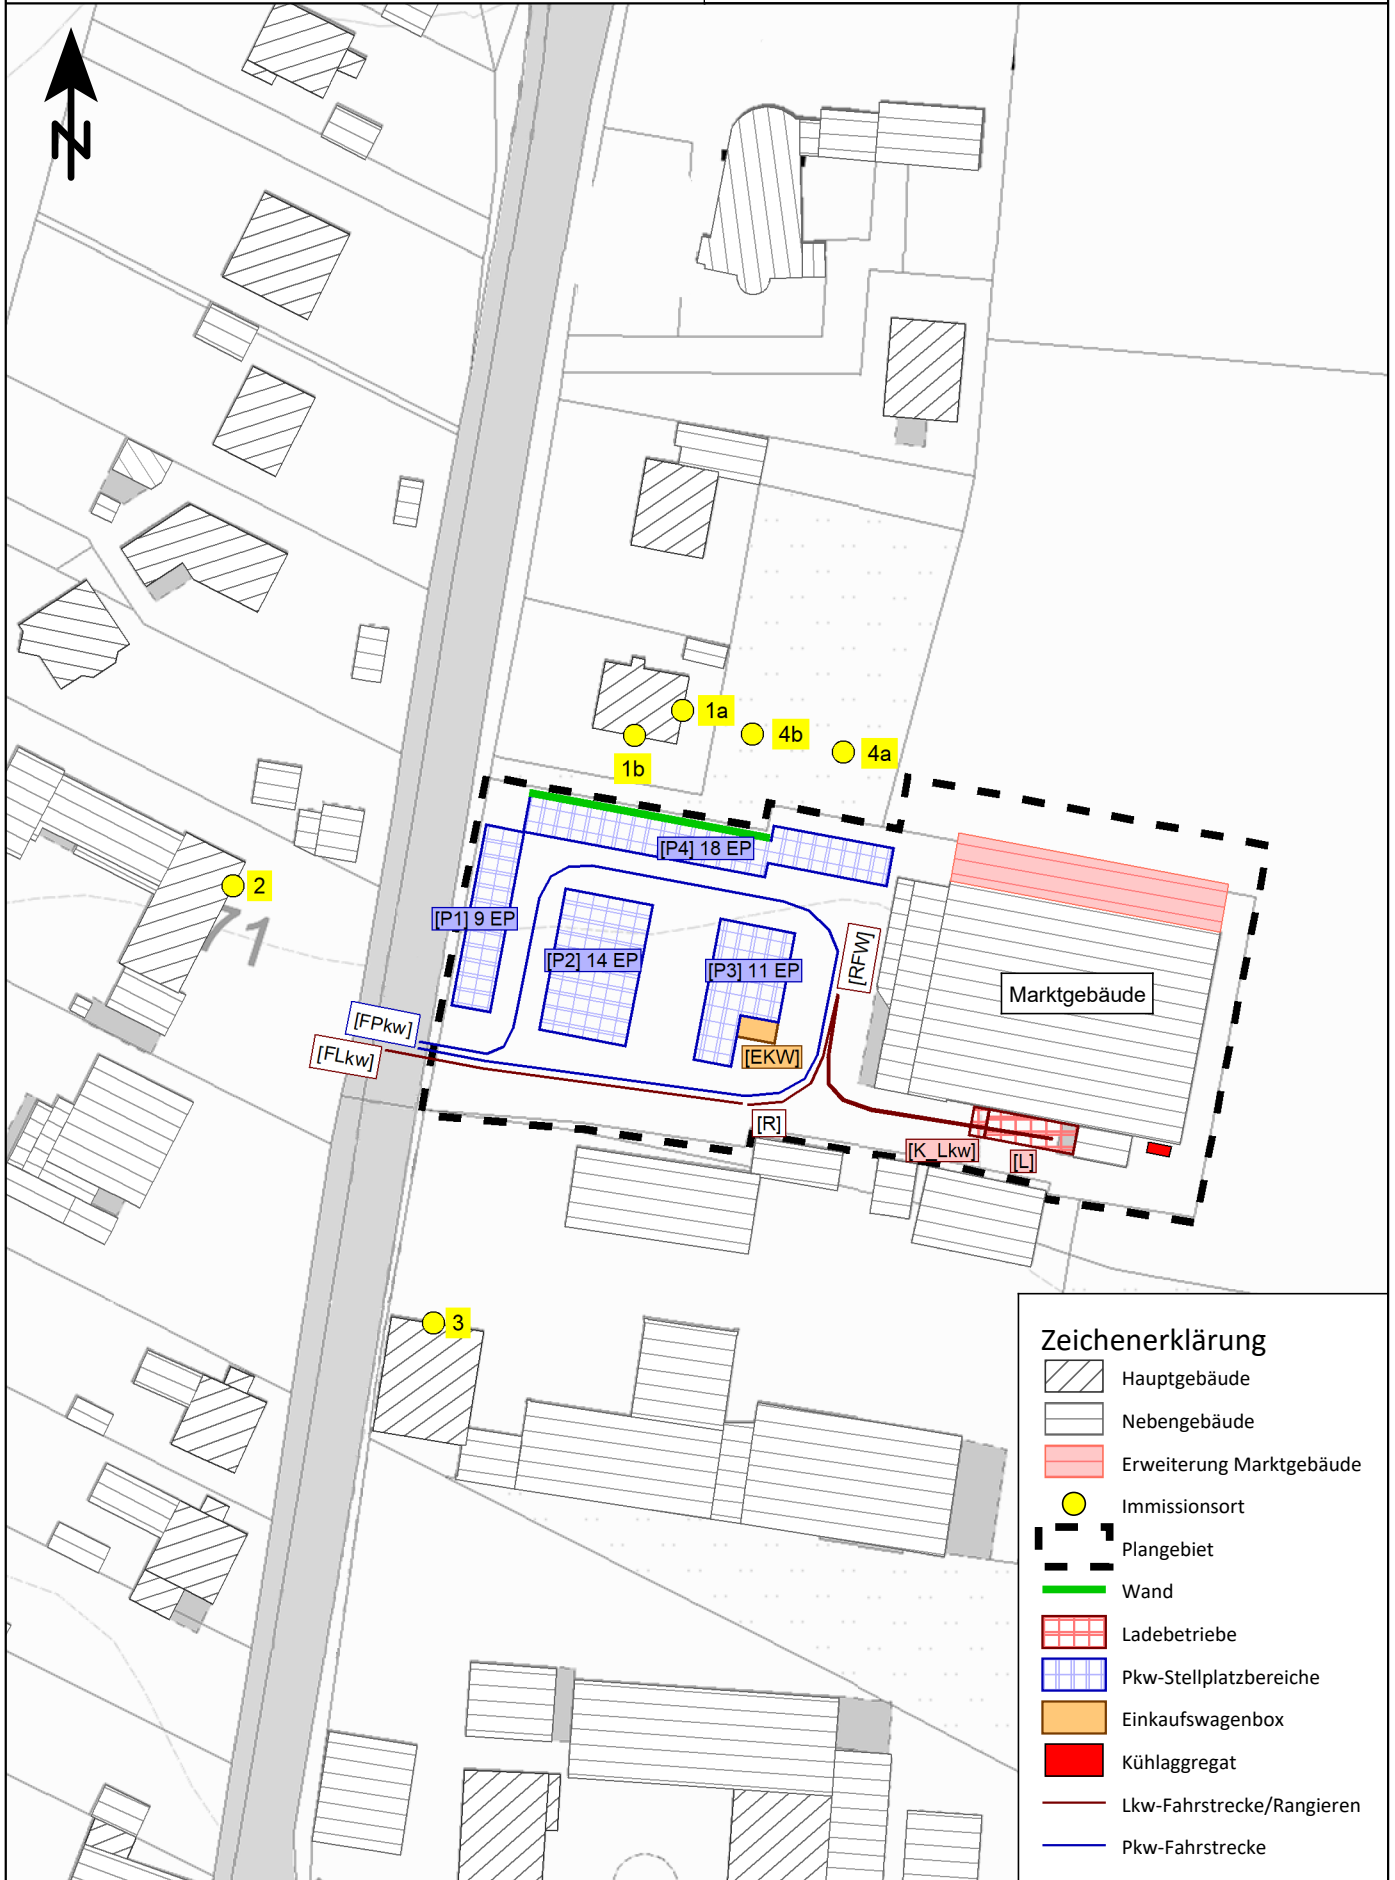 N
1a
4b
4a
1b
[P4] 18 EP
2
71
[P1] 9 EP
[RFW]
[P2] 14 EP
[P3] 11 EP
Marktgebäude
[FPkw]
[FLkw]
[EKW]
[R]
[K_Lkw]
[L]
3
Zeichenerklärung
Hauptgebäude
Nebengebäude
Erweiterung Marktgebäude
Immissionsort
Plangebiet
Wand
Ladebetriebe
Pkw-Stellplatzbereiche
Einkaufswagenbox
Kühlaggregat
Lkw-Fahrstrecke/Rangieren
Pkw-Fahrstrecke